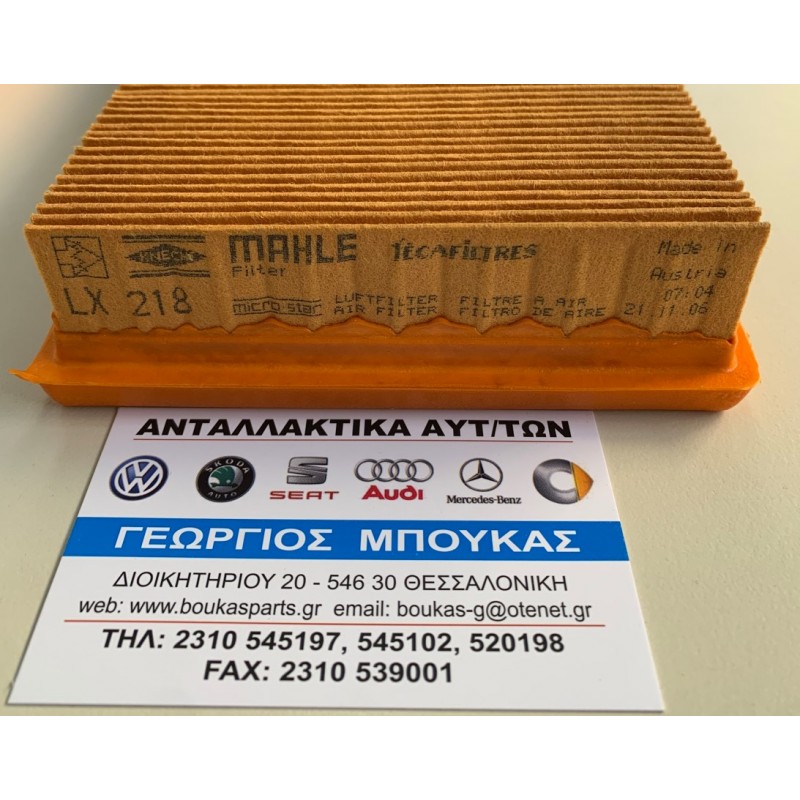 KNECHT MAHLE TECAFILTRES Made in
Filter Austria
LX 218 micro-star LUFTFILTER FILTRE A AIR 07:04
AIR FILTER FILTRO DE AIRE 21.11.06
ΑΝΤΑΛΛΑΚΤΙΚΑ ΑΥΤ/ΤΩΝ
VW SKODA AUTO SEAT Audi Mercedes-Benz
ΓΕΩΡΓΙΟΣ ΜΠΟΥΚΑΣ
ΔΙΟΙΚΗΤΗΡΙΟΥ 20 - 546 30 ΘΕΣΣΑΛΟΝΙΚΗ
web: www.boukasparts.gr email: boukas-g@otenet.gr
ΤΗΛ: 2310 545197, 545102, 520198
FAX: 2310 539001